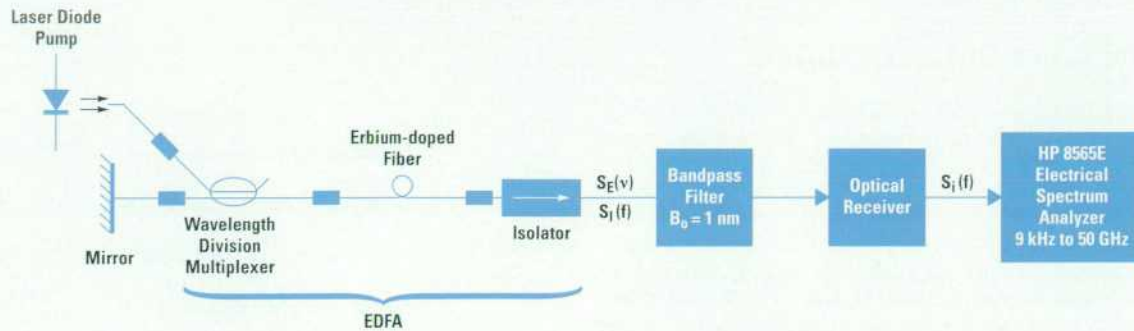 Laser Diode
Pump
Mirror
Wavelength
Division
Multiplexer
Erbium-doped
Fiber
Isolator
EDFA
S_E(ν)
S_I(f)
Bandpass
Filter
B_o = 1 nm
Optical
Receiver
S_i(f)
HP 8565E
Electrical
Spectrum
Analyzer
9 kHz to 50 GHz